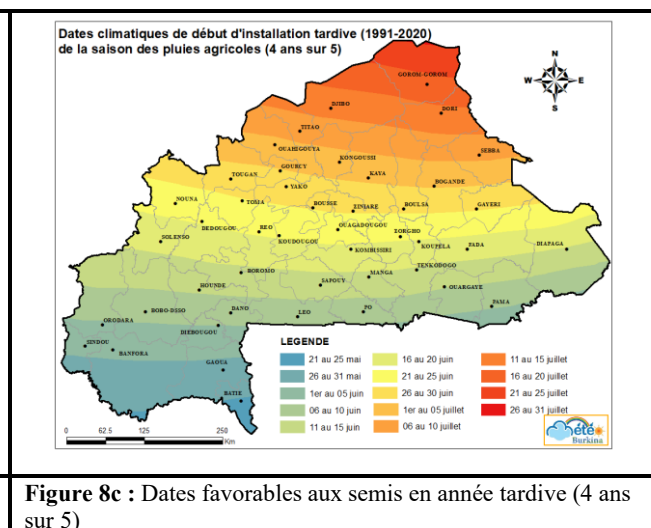 Dates climatiques de début d'installation tardive (1991-2020)
de la saison des pluies agricoles (4 ans sur 5)
N
W E
S
GOROM-GOROM
DJIBO
DORI
TITAO
OUAHIGOUYA
SEBBA
KONGOUSSI
GOURCY
TOUGAN
KAYA
YAKO
BOGANDE
NOUNA
TOMA
BOUSSE
ZINIARE
BOULSA
GAYERI
DEDOUGOU
REO
OUAGADOUGOU
SOLENSO
KOUDOUGOU
ZORGHO
KOUPELA
FADA
DIAPAGA
KOMBISSIRI
BOROMO
MANGA
TENKODOGO
HOUNDE
SAPOUY
OUARGAYE
BOBO-DSSO
DANO
LEO
PO
PAMA
ORODARA
DIEBOUGOU
SINDOU
BANFORA
GAOUA
BATIE
LEGENDE
21 au 25 mai
26 au 31 mai
1er au 05 juin
06 au 10 juin
11 au 15 juin
16 au 20 juin
21 au 25 juin
26 au 30 juin
1er au 05 juillet
06 au 10 juillet
11 au 15 juillet
16 au 20 juillet
21 au 25 juillet
26 au 31 juillet
0 62.5 125 250
Km
été
Burkina
Figure 8c : Dates favorables aux semis en année tardive (4 ans
sur 5)